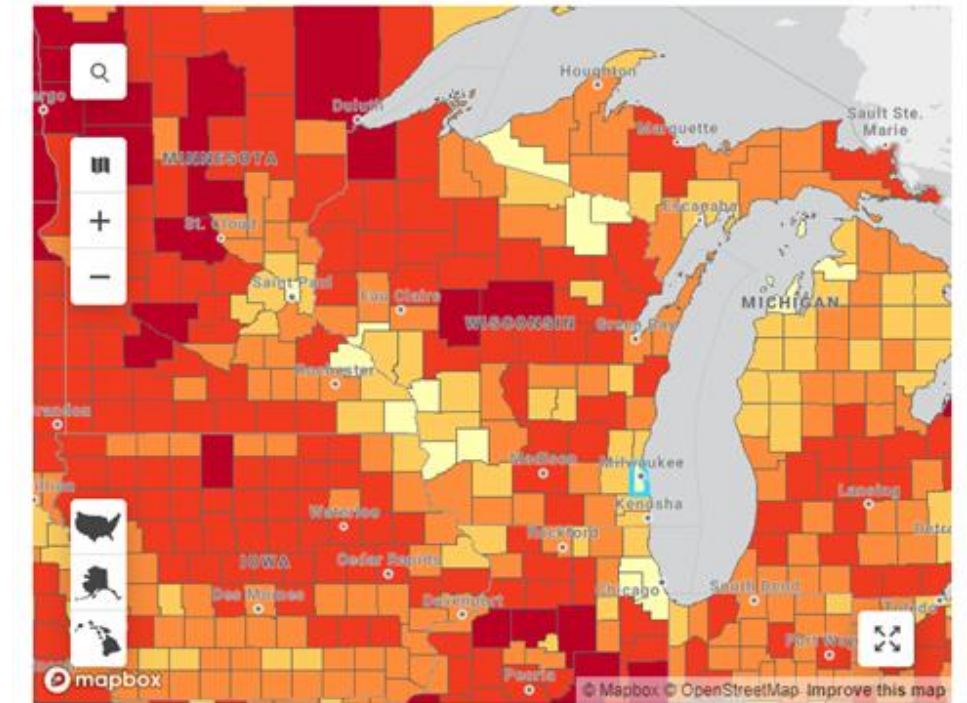 Houghton
Duluth
Marquette
Sault Ste.
Marie
MINNESOTA
Escanaba
St. Cloud
Saint Paul
Eau Claire
WISCONSIN
Green Bay
MICHIGAN
Rochester
Madison
Milwaukee
Kenosha
Lansing
Waterloo
Rockford
IOWA
Cedar Rapids
Chicago
South Bend
Des Moines
Davenport
Toledo
Peoria
mapbox
© Mapbox © OpenStreetMap Improve this map